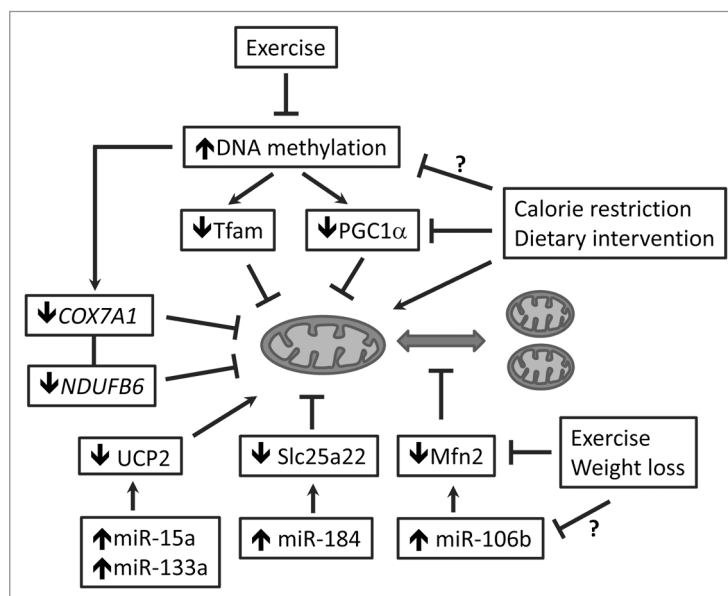 Exercise
↑DNA methylation
?
Calorie restriction
Dietary intervention
↓Tfam
↓PGC1α
↓COX7A1
↓NDUFB6
↓ UCP2
↓ Slc25a22
↓Mfn2
Exercise
Weight loss
↑miR-15a
↑miR-133a
↑ miR-184
↑ miR-106b
?